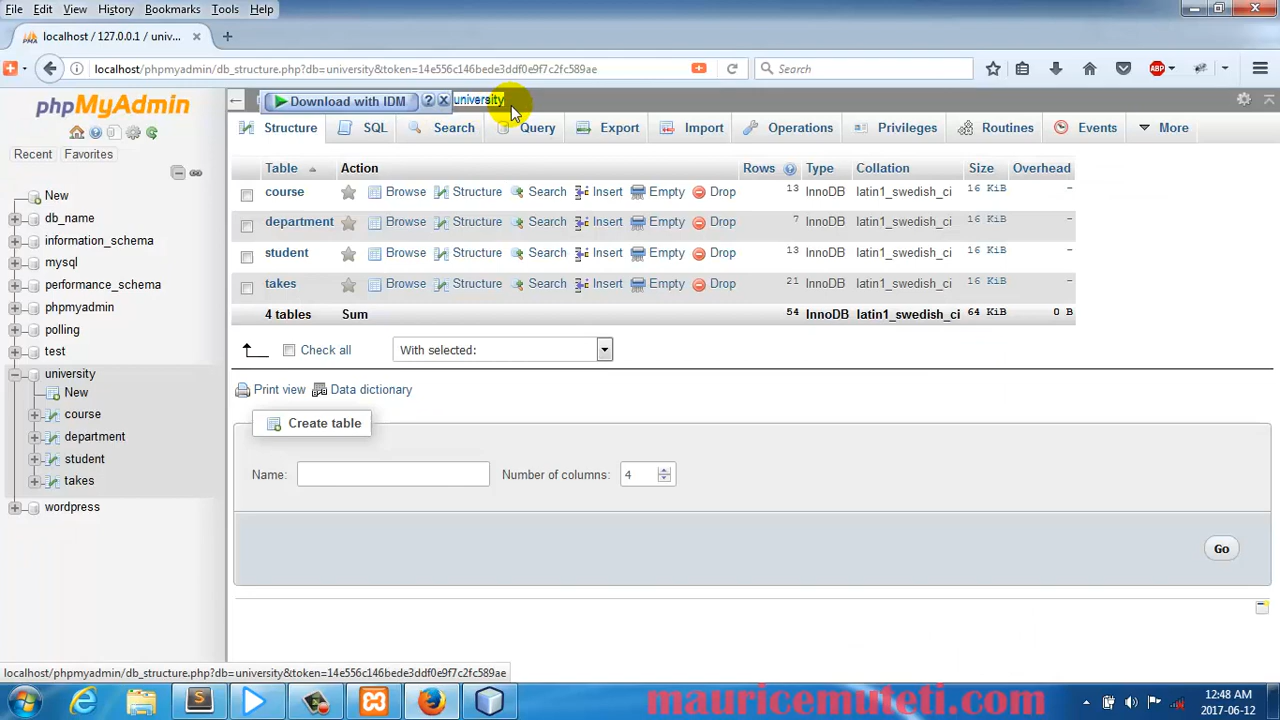 File Edit View History Bookmarks Tools Help
localhost / 127.0.0.1 / univ...
localhost/phpmyadmin/db_structure.php?db=university&token=14e556c146bede3ddf0e9f7c2fc589ae
Search
ABP
phpMyAdmin
Download with IDM ? university
Structure SQL Search Query Export Import Operations Privileges Routines Events More
Recent Favorites
New
db_name
information_schema
mysql
performance_schema
phpmyadmin
polling
test
university
New
course
department
student
takes
wordpress
Table Action Rows Type Collation Size Overhead
course Browse Structure Search Insert Empty Drop 13 InnoDB latin1_swedish_ci 16 KiB -
department Browse Structure Search Insert Empty Drop 7 InnoDB latin1_swedish_ci 16 KiB -
student Browse Structure Search Insert Empty Drop 13 InnoDB latin1_swedish_ci 16 KiB -
takes Browse Structure Search Insert Empty Drop 21 InnoDB latin1_swedish_ci 16 KiB -
4 tables Sum 54 InnoDB latin1_swedish_ci 64 KiB 0 B
Check all With selected:
Print view Data dictionary
Create table
Name: Number of columns: 4
Go
localhost/phpmyadmin/db_structure.php?db=university&token=14e556c146bede3ddf0e9f7c2fc589ae
mauricemuteti.com
12:48 AM
2017-06-12